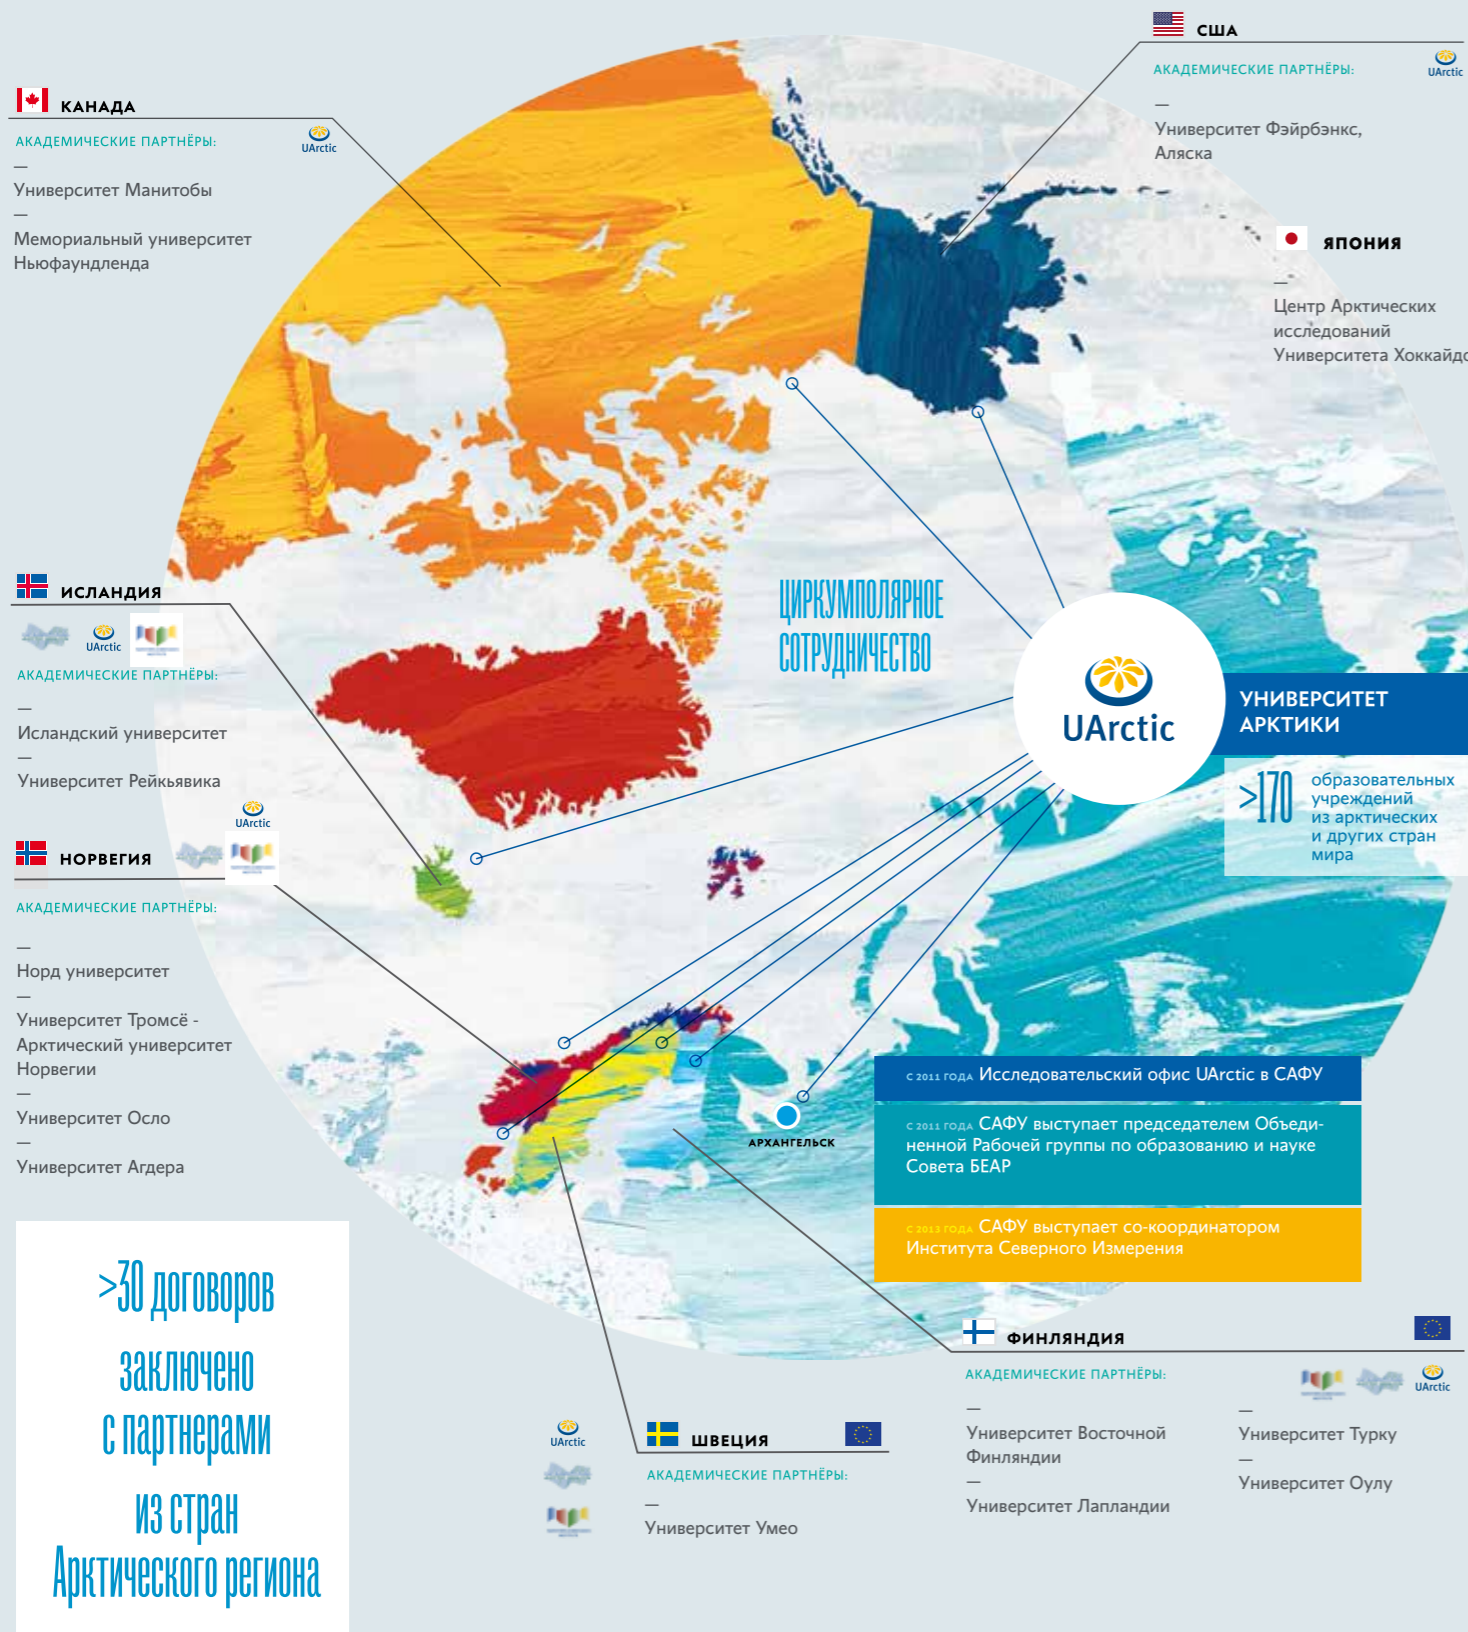 США
АКАДЕМИЧЕСКИЕ ПАРТНЁРЫ:
UArctic
—
Университет Фэйрбэнкс,
Аляска
КАНАДА
АКАДЕМИЧЕСКИЕ ПАРТНЁРЫ:
UArctic
—
Университет Манитобы
—
Мемориальный университет
Ньюфаундленда
ЯПОНИЯ
—
Центр Арктических
исследований
Университета Хоккайдо
ИСЛАНДИЯ
UArctic
АКАДЕМИЧЕСКИЕ ПАРТНЁРЫ:
—
Исландский университет
—
Университет Рейкьявика
ЦИРКУМПОЛЯРНОЕ
СОТРУДНИЧЕСТВО
UArctic
УНИВЕРСИТЕТ
АРКТИКИ
>170
образовательных
учреждений
из арктических
и других стран
мира
UArctic
НОРВЕГИЯ
АКАДЕМИЧЕСКИЕ ПАРТНЁРЫ:
—
Норд университет
—
Университет Тромсё -
Арктический университет
Норвегии
—
Университет Осло
—
Университет Агдера
АРХАНГЕЛЬСК
С 2011 ГОДА Исследовательский офис UArctic в САФУ
С 2011 ГОДА САФУ выступает председателем Объеди-
ненной Рабочей группы по образованию и науке
Совета БЕАР
С 2013 ГОДА САФУ выступает со-координатором
Института Северного Измерения
>30 договоров
заключено
с партнерами
из стран
Арктического региона
UArctic
ШВЕЦИЯ
АКАДЕМИЧЕСКИЕ ПАРТНЁРЫ:
—
Университет Умео
ФИНЛЯНДИЯ
АКАДЕМИЧЕСКИЕ ПАРТНЁРЫ:
UArctic
—
Университет Восточной
Финляндии
—
Университет Лапландии
—
Университет Турку
—
Университет Оулу